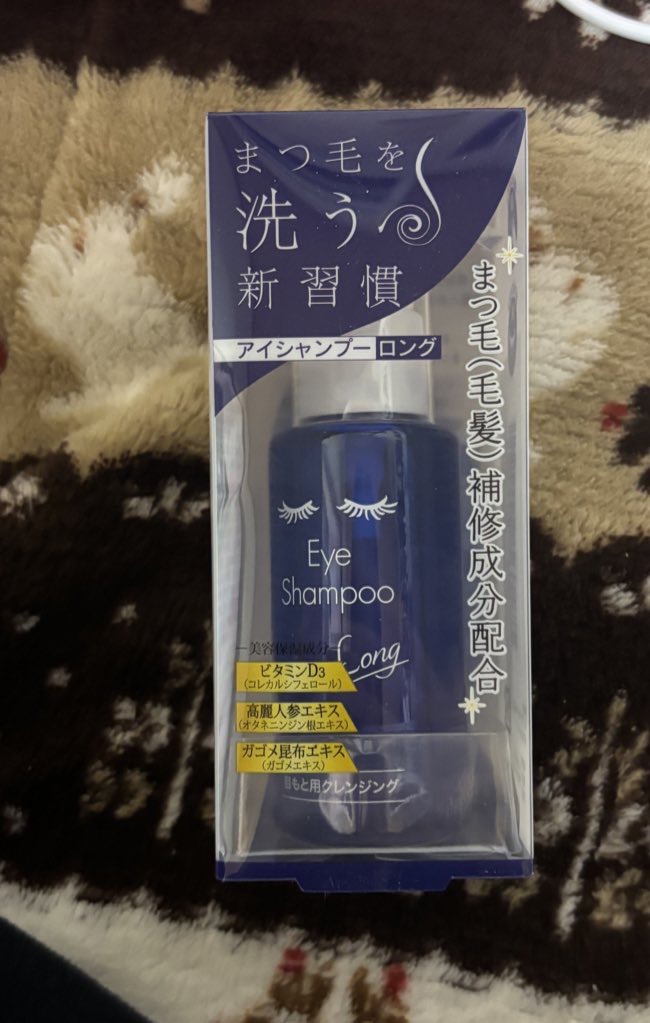 まつ毛を
洗う
新習慣
アイシャンプーロング
まつ毛(毛髪)補修成分配合
Eye
Shampoo
Long
美容保湿成分
ビタミンD3
(コレカルシフェロール)
高麗人参エキス
(オタネニンジン根エキス)
ガゴメ昆布エキス
(ガゴメエキス)
目もと用クレンジング